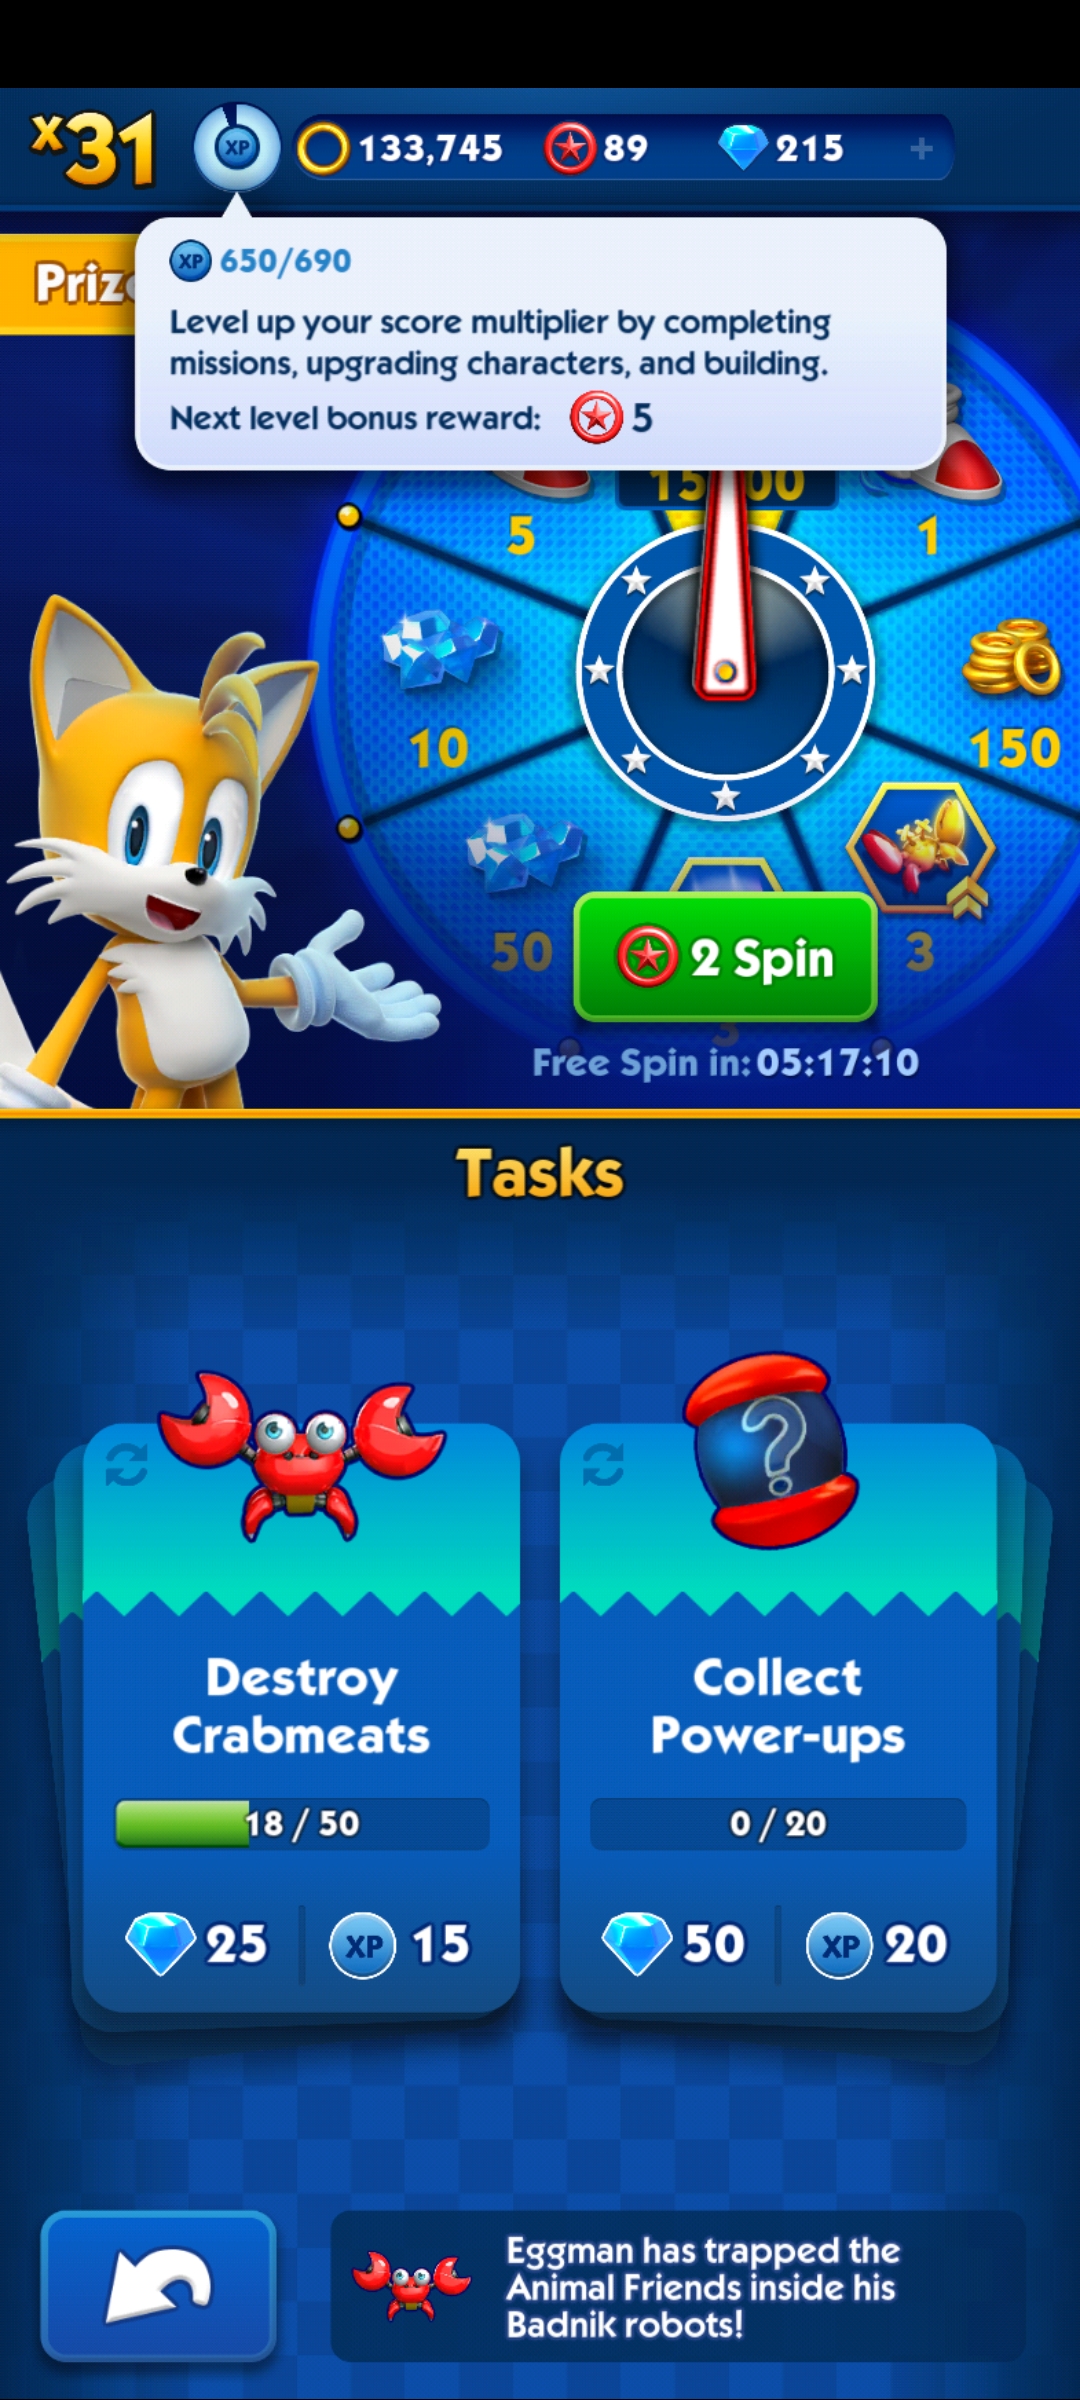 x31
XP
133,745
89
215
+
Priz
XP 650/690
Level up your score multiplier by completing
missions, upgrading characters, and building.
Next level bonus reward: 5
5
1
10
150
50
2 Spin
3
3
Free Spin in: 05:17:10
Tasks
?
Destroy
Crabmeats
18 / 50
25
XP 15
Collect
Power-ups
0 / 20
50
XP 20
Eggman has trapped the
Animal Friends inside his
Badnik robots!